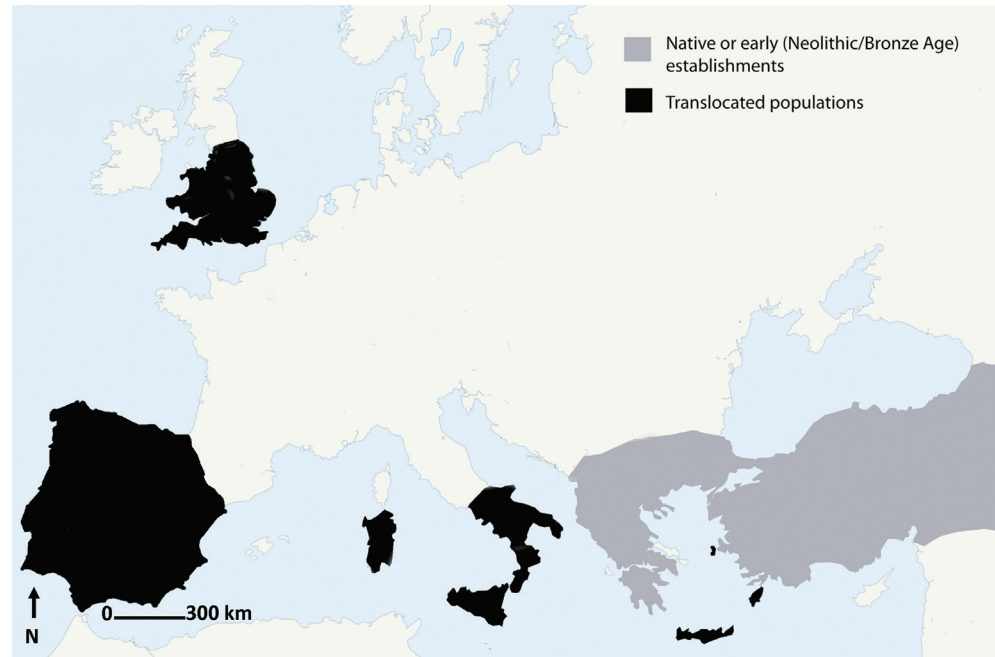 Native or early (Neolithic/Bronze Age)
establishments
Translocated populations
0 300 km
N